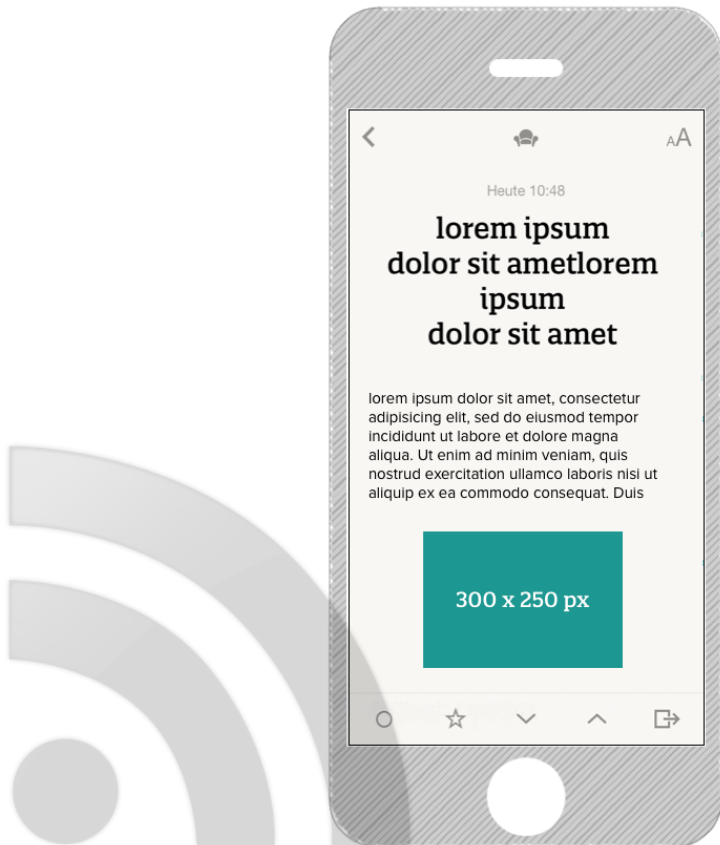 AA
Heute 10:48
lorem ipsum
dolor sit ametlorem
ipsum
dolor sit amet
lorem ipsum dolor sit amet, consectetur
adipisicing elit, sed do eiusmod tempor
incididunt ut labore et dolore magna
aliqua. Ut enim ad minim veniam, quis
nostrud exercitation ullamco laboris nisi ut
aliquip ex ea commodo consequat. Duis
300 x 250 px